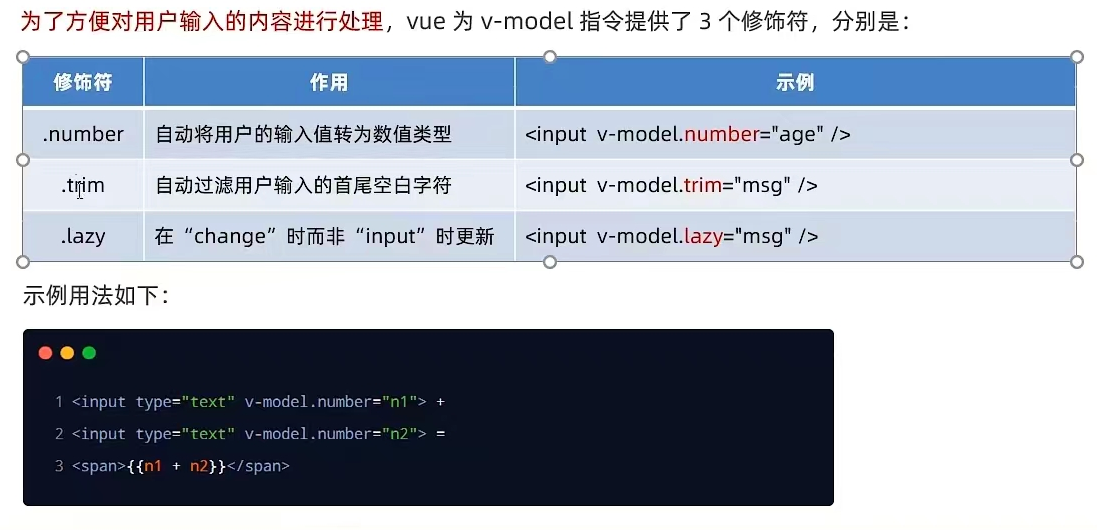 为了方便对用户输入的内容进行处理，vue 为 v-model 指令提供了 3 个修饰符，分别是：
修饰符 作用 示例
.number 自动将用户的输入值转为数值类型 <input v-model.number="age" />
.trim 自动过滤用户输入的首尾空白字符 <input v-model.trim="msg" />
.lazy 在“change”时而非“input”时更新 <input v-model.lazy="msg" />
示例用法如下：
1 <input type="text" v-model.number="n1"> +
2 <input type="text" v-model.number="n2"> =
3 <span>{{n1 + n2}}</span>